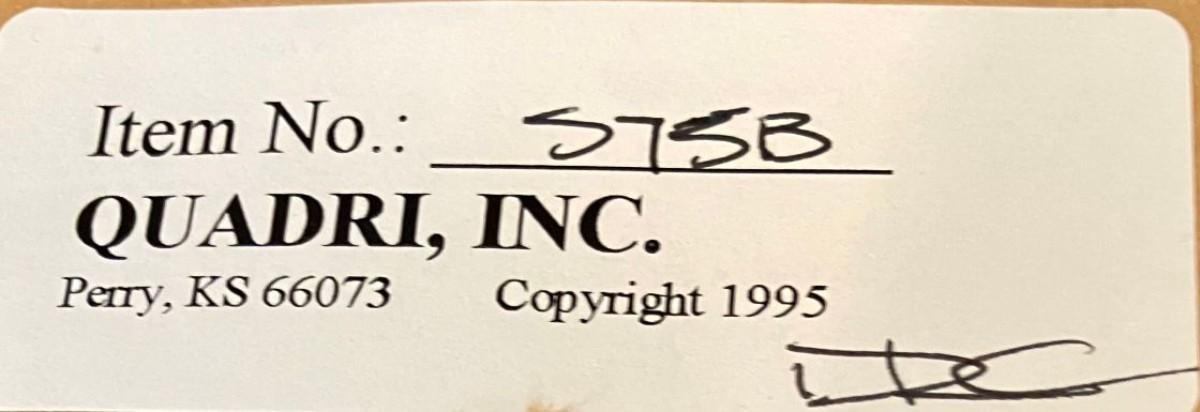 Item No.: S75B
QUADRI, INC.
Perry, KS 66073 Copyright 1995